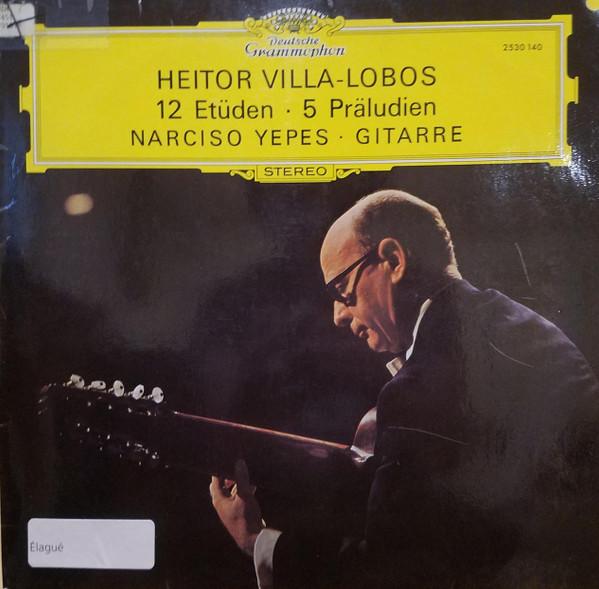 Deutsche
Grammophon
2530 140
HEITOR VILLA-LOBOS
12 Etüden · 5 Präludien
NARCISO YEPES · GITARRE
STEREO
Élagué